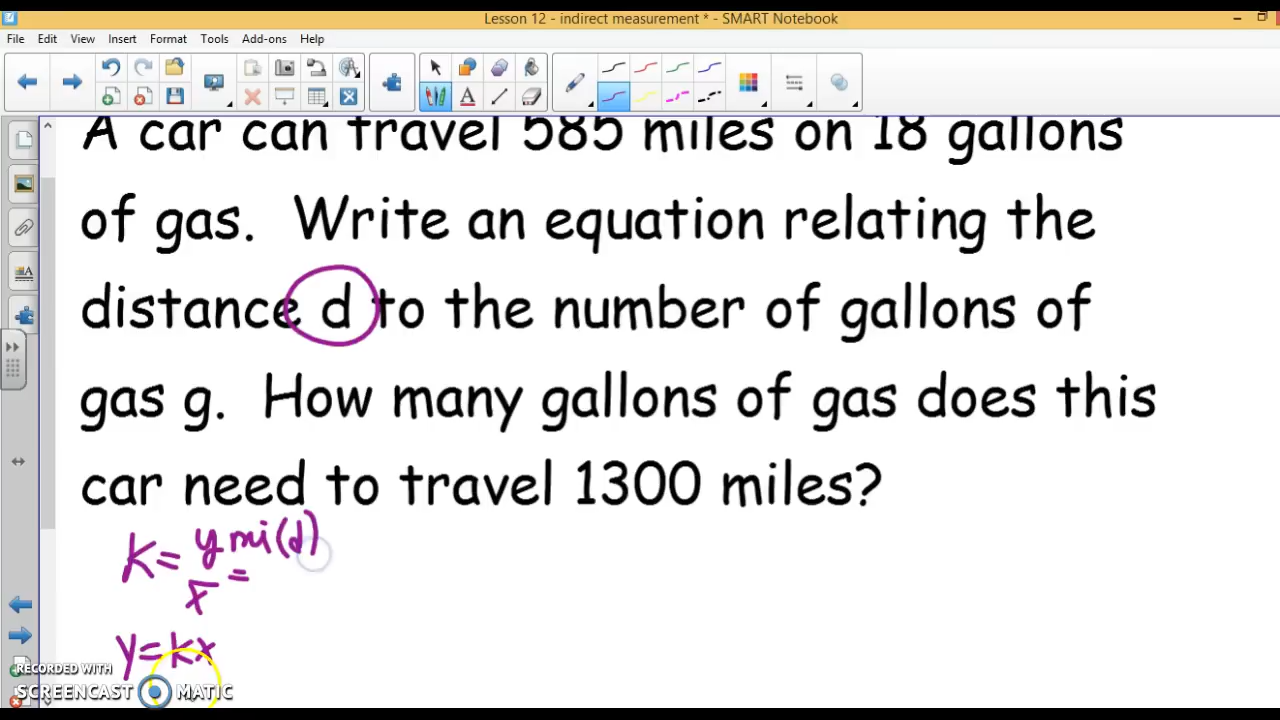 Lesson 12 - indirect measurement * - SMART Notebook
File Edit View Insert Format Tools Add-ons Help
A car can travel 585 miles on 18 gallons
of gas. Write an equation relating the
distance d to the number of gallons of
gas g. How many gallons of gas does this
car need to travel 1300 miles?
K = y mi (d)
x =
y = kx
RECORDED WITH
SCREENCAST MATIC